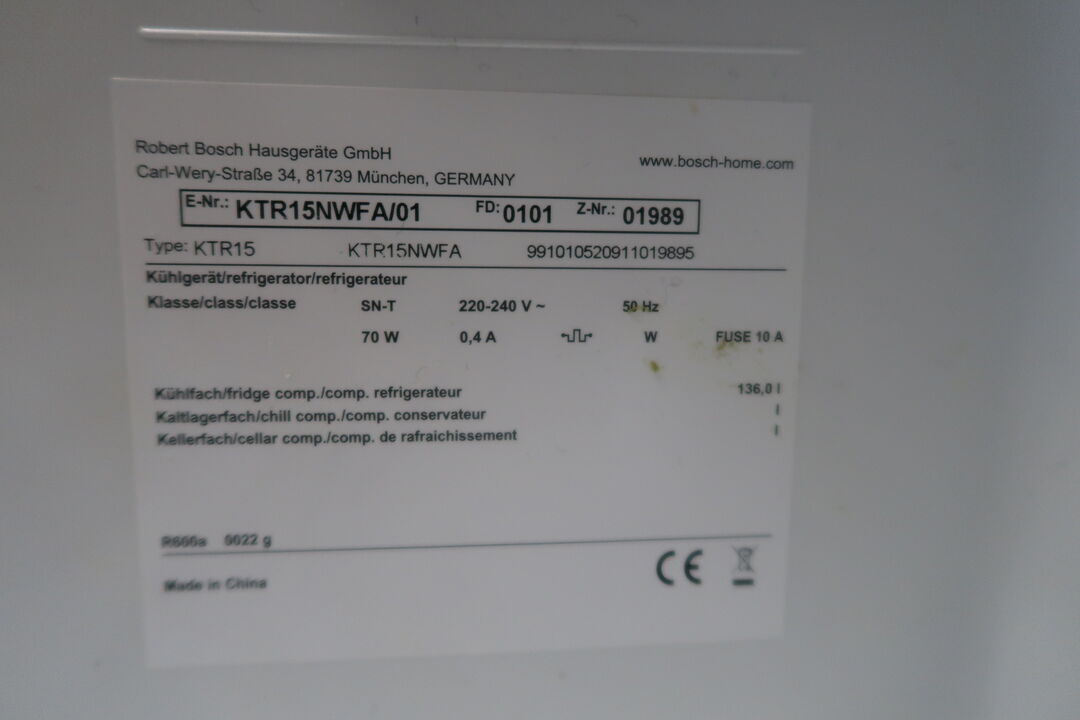 Robert Bosch Hausgeräte GmbH
www.bosch-home.com
Carl-Wery-Straße 34, 81739 München, GERMANY
E-Nr.: KTR15NWFA/01 FD: 0101 Z-Nr.: 01989
Type: KTR15 KTR15NWFA 991010520911019895
Kühlgerät/refrigerator/refrigerateur
Klasse/class/classe SN-T 220-240 V ~ 50 Hz
70 W 0,4 A W FUSE 10 A
Kühlfach/fridge comp./comp. refrigerateur 136,0 l
Kaltlagerfach/chill comp./comp. conservateur l
Kellerfach/cellar comp./comp. de rafraichissement l
R600a 0022 g
Made in China
CE